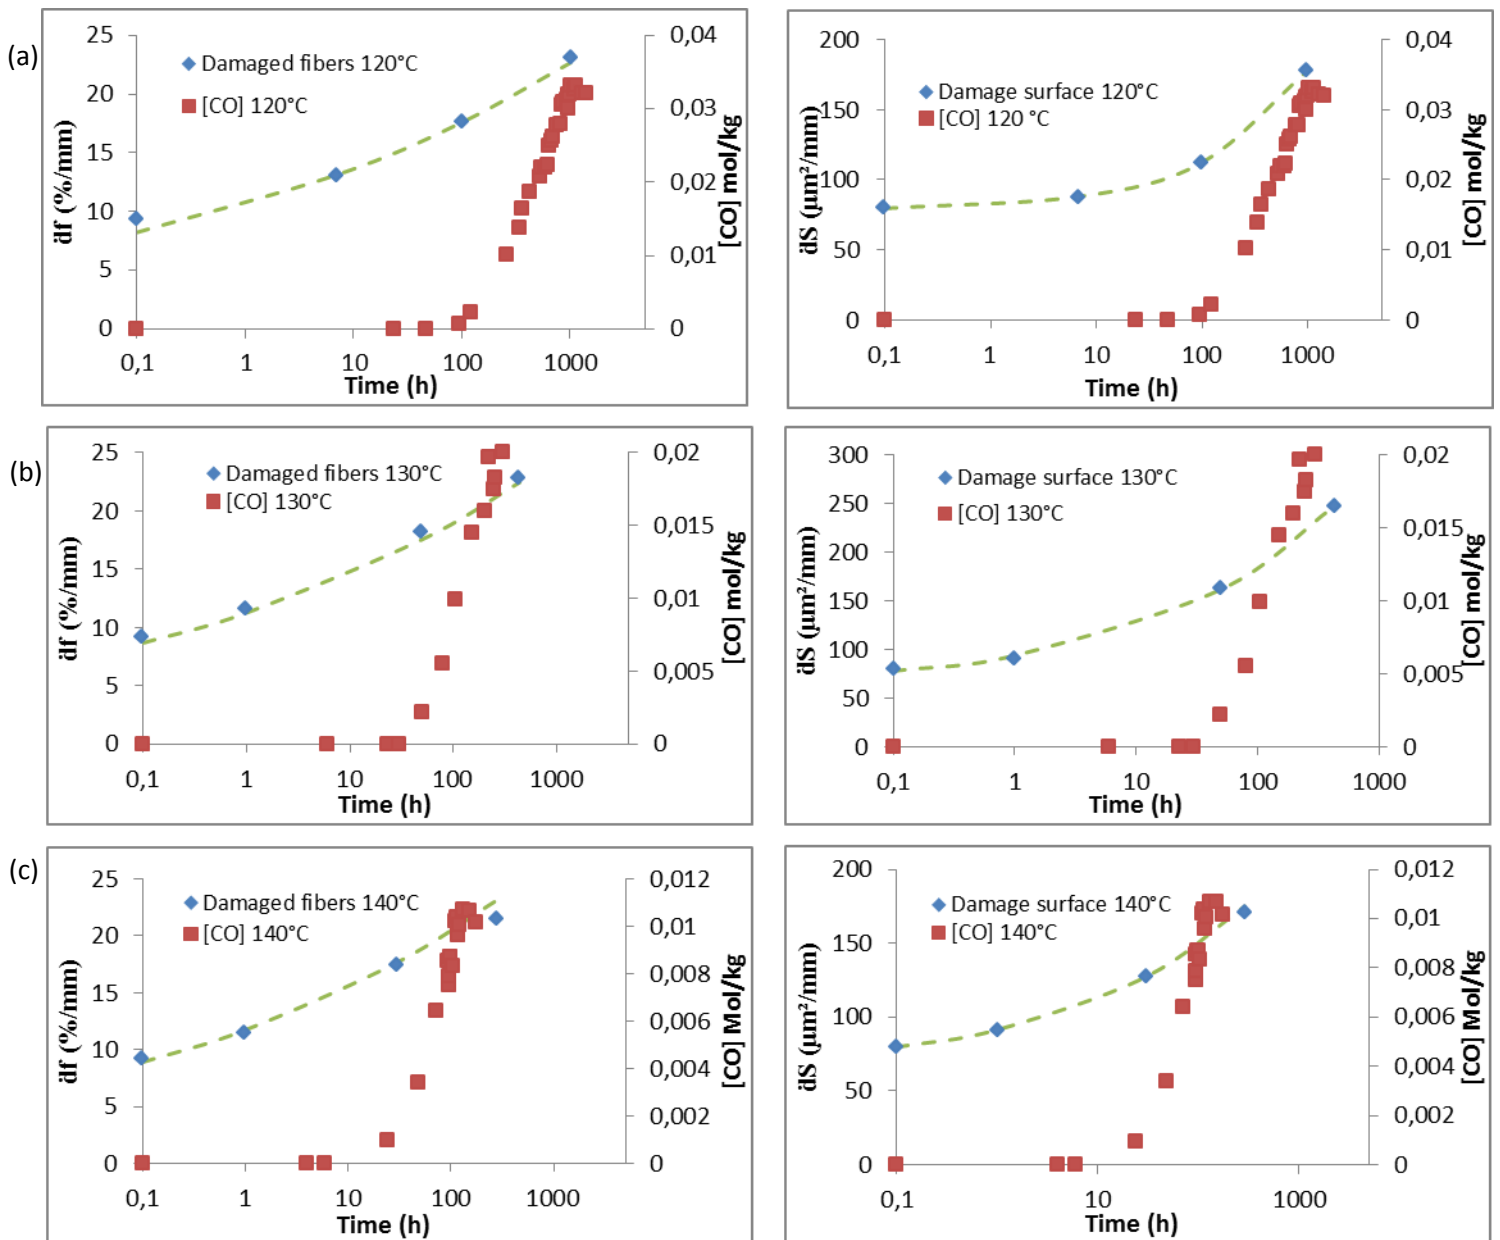 (a)
25
20
15
10
5
0
0,04
0,03
0,02
0,01
0
Damaged fibers 120°C
[CO] 120°C
d̈f (%/mm)
[CO] mol/kg
0,1 1 10 100 1000
Time (h)
200
150
100
50
0
0,04
0,03
0,02
0,01
0
Damage surface 120°C
[CO] 120 °C
d̈S (µm²/mm)
[CO] mol/kg
0,1 1 10 100 1000
Time (h)
(b)
25
20
15
10
5
0
0,02
0,015
0,01
0,005
0
Damaged fibers 130°C
[CO] 130°C
d̈f (%/mm)
[CO] mol/kg
0,1 1 10 100 1000
Time (h)
300
250
200
150
100
50
0
0,02
0,015
0,01
0,005
0
Damage surface 130°C
[CO] 130°C
d̈S (µm²/mm)
[CO] mol/kg
0,1 1 10 100 1000
Time (h)
(c)
25
20
15
10
5
0
0,012
0,01
0,008
0,006
0,004
0,002
0
Damaged fibers 140°C
[CO] 140°C
d̈f (%/mm)
[CO] Mol/kg
0,1 1 10 100 1000
Time (h)
200
150
100
50
0
0,012
0,01
0,008
0,006
0,004
0,002
0
Damage surface 140°C
[CO] 140°C
d̈S (µm²/mm)
[CO] Mol/kg
0,1 10 1000
Time (h)